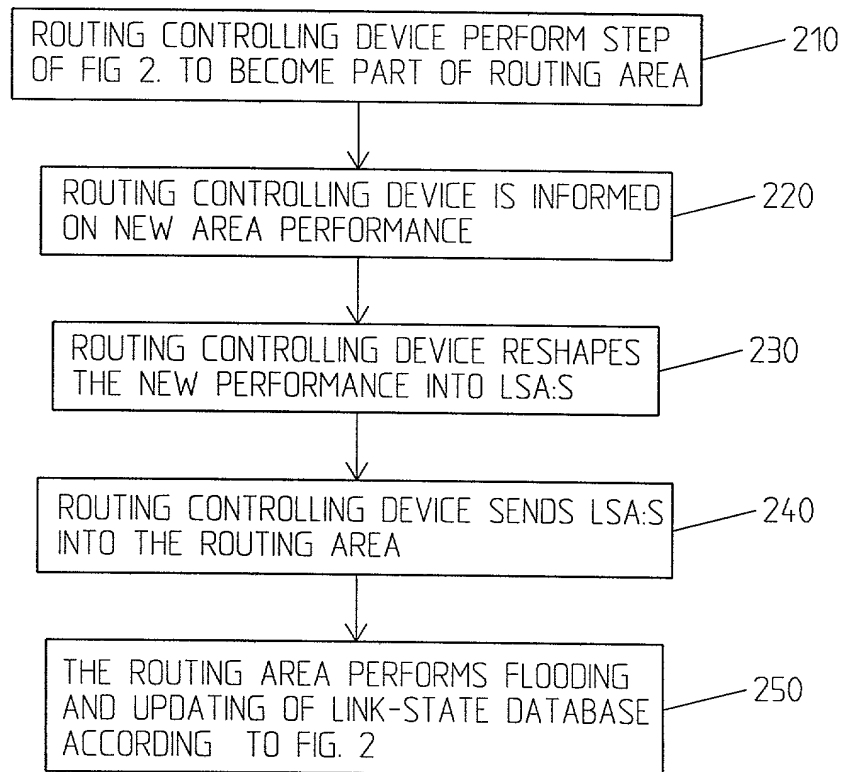 ROUTING CONTROLLING DEVICE PERFORM STEP
OF FIG 2. TO BECOME PART OF ROUTING AREA
210
ROUTING CONTROLLING DEVICE IS INFORMED
ON NEW AREA PERFORMANCE
220
ROUTING CONTROLLING DEVICE RESHAPES
THE NEW PERFORMANCE INTO LSA:S
230
ROUTING CONTROLLING DEVICE SENDS LSA:S
INTO THE ROUTING AREA
240
THE ROUTING AREA PERFORMS FLOODING
AND UPDATING OF LINK-STATE DATABASE
ACCORDING TO FIG. 2
250